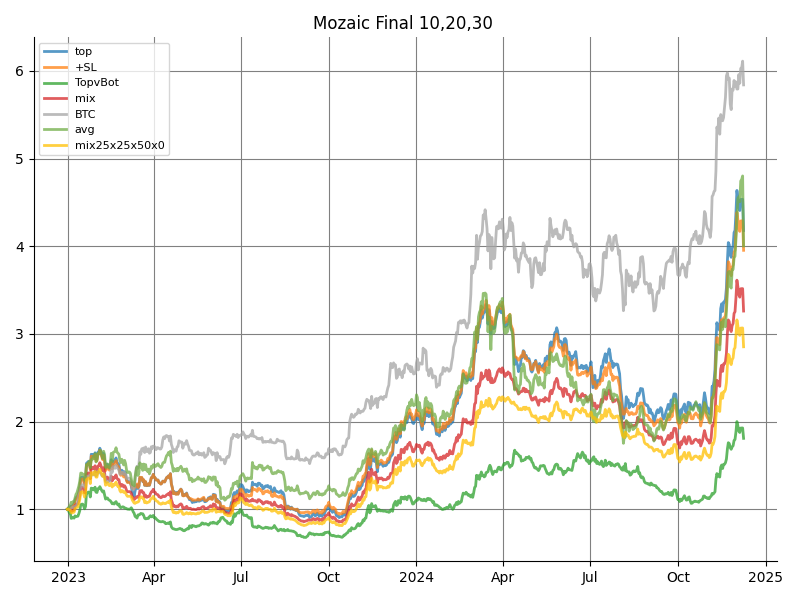 Mozaic Final 10,20,30
top
+SL
TopvBot
mix
BTC
avg
mix25x25x50x0
6
5
4
3
2
1
2023 Apr Jul Oct 2024 Apr Jul Oct 2025